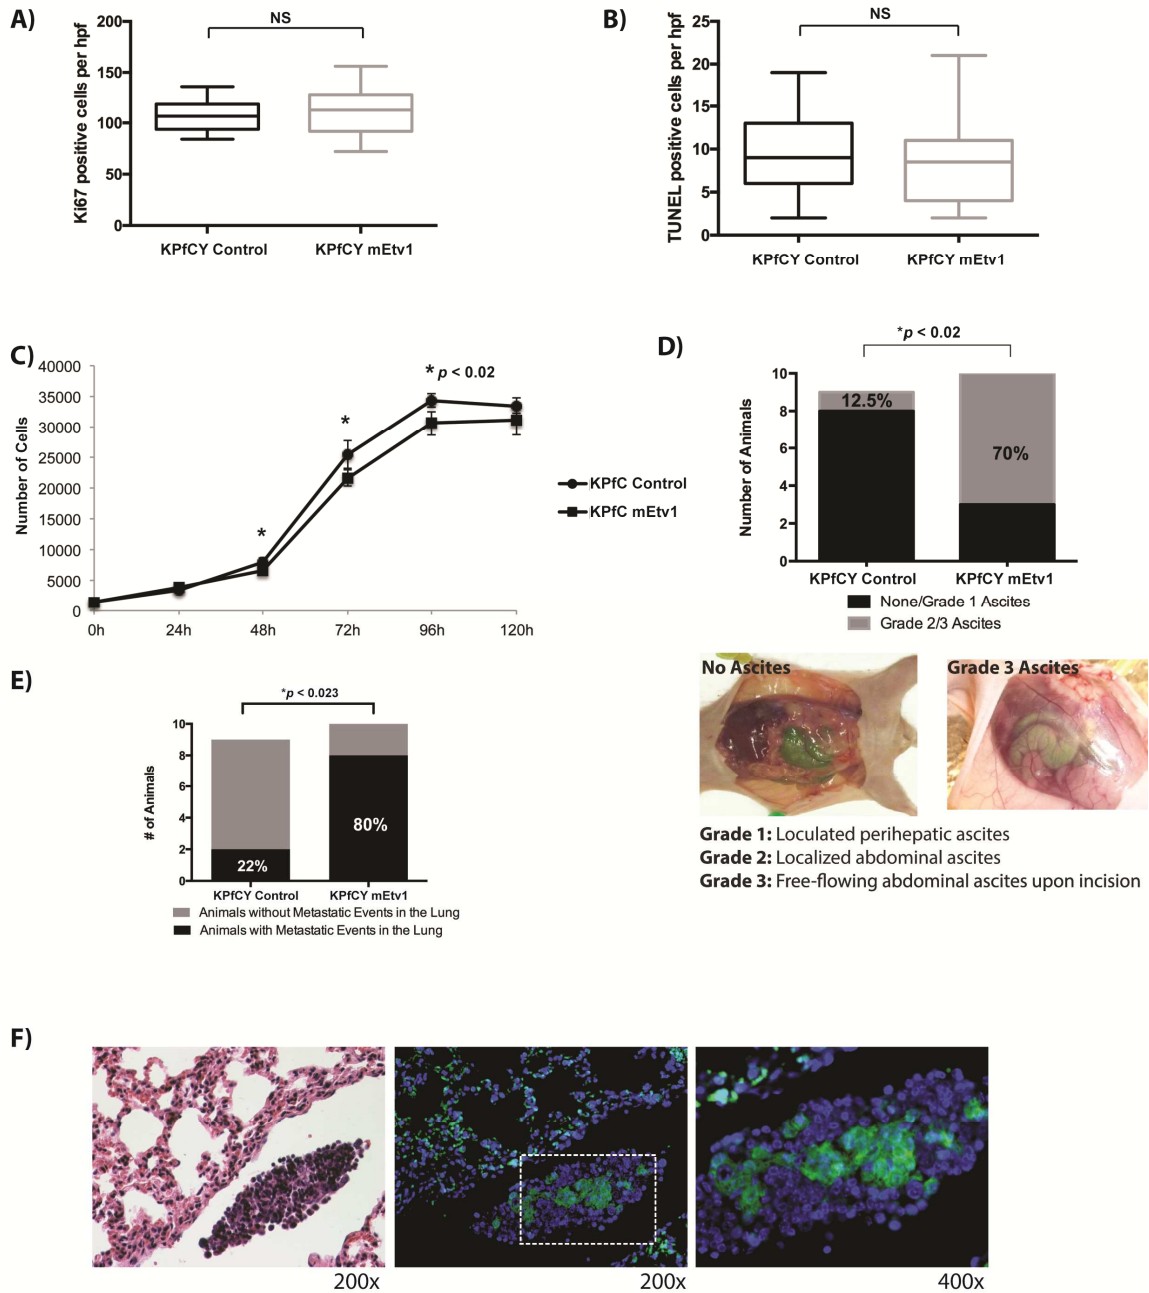 A)
NS
Ki67 positive cells per hpf
200
150
100
50
0
KPfCY Control
KPfCY mEtv1
B)
NS
TUNEL positive cells per hpf
25
20
15
10
5
0
KPfCY Control
KPfCY mEtv1
C)
Number of Cells
40000
35000
30000
25000
20000
15000
10000
5000
0
*
*
* p < 0.02
0h
24h
48h
72h
96h
120h
KPfC Control
KPfC mEtv1
D)
*p < 0.02
Number of Animals
10
8
6
4
2
0
12.5%
70%
KPfCY Control
KPfCY mEtv1
None/Grade 1 Ascites
Grade 2/3 Ascites
No Ascites
Grade 3 Ascites
Grade 1: Loculated perihepatic ascites
Grade 2: Localized abdominal ascites
Grade 3: Free-flowing abdominal ascites upon incision
E)
*p < 0.023
# of Animals
10
8
6
4
2
0
22%
80%
KPfCY Control
KPfCY mEtv1
Animals without Metastatic Events in the Lung
Animals with Metastatic Events in the Lung
F)
200x
200x
400x